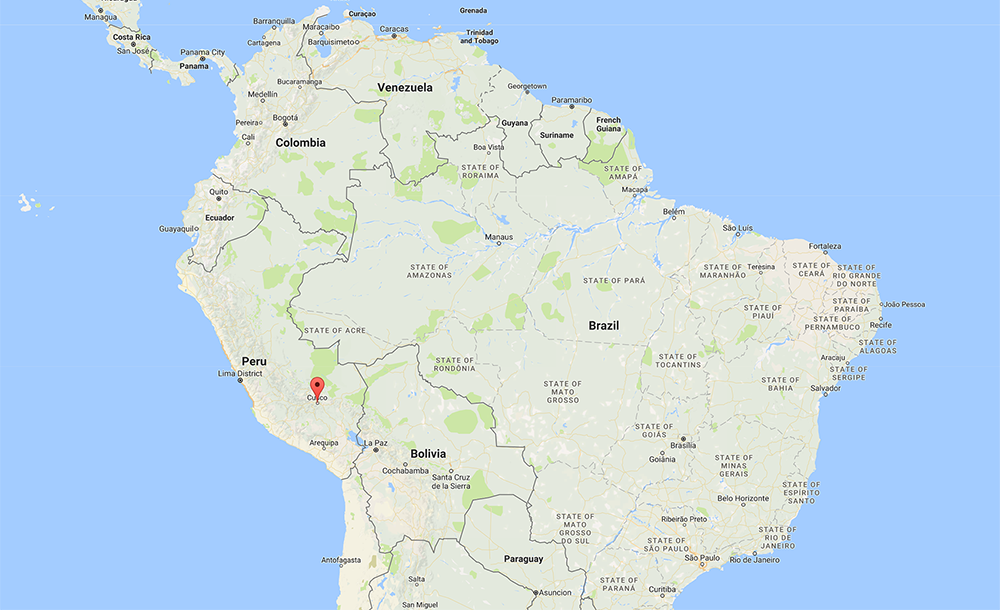 Managua
Costa Rica
San José
Panama City
Panama
Barranquilla
Cartagena
Curaçao
Maracaibo
Barquisimeto
Caracas
Grenada
Trinidad
and Tobago
Bucaramanga
Medellín
Venezuela
Georgetown
Paramaribo
Bogotá
Pereira
Cali
Colombia
Guyana
Suriname
French
Guiana
Boa Vista
STATE OF
RORAIMA
STATE OF
AMAPÁ
Macapá
Quito
Ecuador
Guayaquil
Manaus
Belém
São Luís
Fortaleza
STATE OF
AMAZONAS
STATE OF PARÁ
STATE OF
MARANHÃO
Teresina
STATE OF
CEARÁ
STATE OF
RIO GRANDE
DO NORTE
STATE OF
PIAUÍ
STATE OF
PARAÍBA
João Pessoa
STATE OF
PERNAMBUCO
Recife
STATE OF ACRE
Brazil
STATE OF
ALAGOAS
Peru
Lima District
STATE OF
RONDÔNIA
STATE OF
TOCANTINS
Aracaju
STATE OF
SERGIPE
Cusco
STATE OF
MATO
GROSSO
STATE OF
BAHIA
Salvador
Arequipa
La Paz
Bolivia
Cochabamba
Santa Cruz
de la Sierra
STATE OF
GOIÁS
Brasília
Goiânia
STATE OF
MINAS
GERAIS
STATE OF
ESPÍRITO
SANTO
Belo Horizonte
STATE OF
MATO
GROSSO
DO SUL
Ribeirão Preto
STATE OF
RIO DE
JANEIRO
STATE OF
SÃO PAULO
São Paulo
Rio de Janeiro
Antofagasta
Paraguay
Salta
Asuncion
STATE OF
PARANÁ
Curitiba
San Miguel